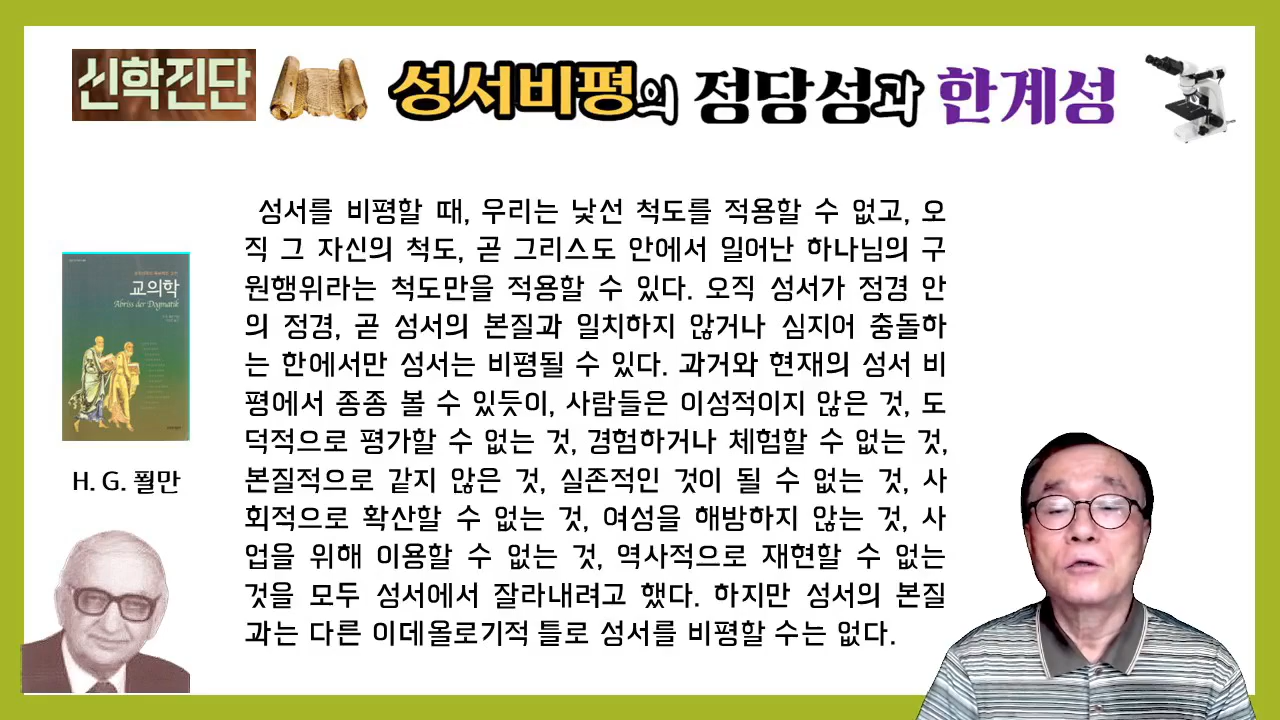 신학진단
성서비평의 정당성과 한계성
성서를 비평할 때, 우리는 낯선 척도를 적용할 수 없고, 오
직 그 자신의 척도, 곧 그리스도 안에서 일어난 하나님의 구
원행위라는 척도만을 적용할 수 있다. 오직 성서가 정경 안
의 정경, 곧 성서의 본질과 일치하지 않거나 심지어 충돌하
는 한에서만 성서는 비평될 수 있다. 과거와 현재의 성서 비
평에서 종종 볼 수 있듯이, 사람들은 이성적이지 않은 것, 도
덕적으로 평가할 수 없는 것, 경험하거나 체험할 수 없는 것,
본질적으로 같지 않은 것, 실존적인 것이 될 수 없는 것, 사
회적으로 확산할 수 없는 것, 여성을 해방하지 않는 것, 사
업을 위해 이용할 수 없는 것, 역사적으로 재현할 수 없는
것을 모두 성서에서 잘라내려고 했다. 하지만 성서의 본질
과는 다른 이데올로기적 틀로 성서를 비평할 수는 없다.
교의학
Abriss der Dogmatik
H. G. 푈만